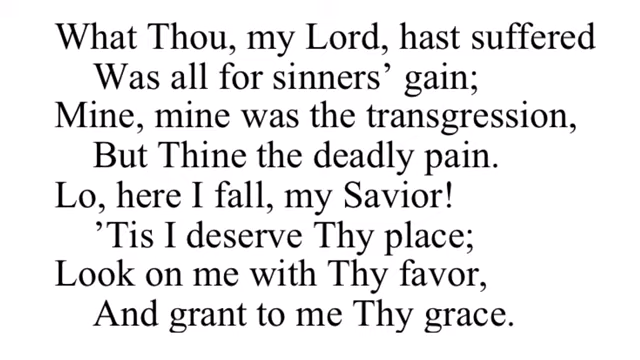 What Thou, my Lord, hast suffered
Was all for sinners’ gain;
Mine, mine was the transgression,
But Thine the deadly pain.
Lo, here I fall, my Savior!
’Tis I deserve Thy place;
Look on me with Thy favor,
And grant to me Thy grace.